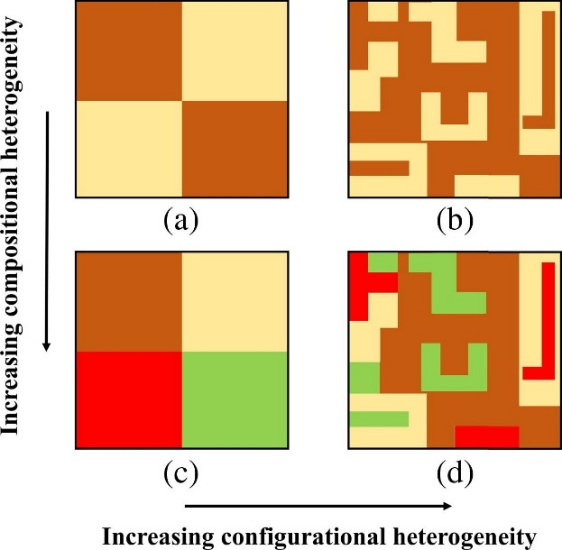 Increasing compositional heterogeneity
(a)
(b)
(c)
(d)
Increasing configurational heterogeneity